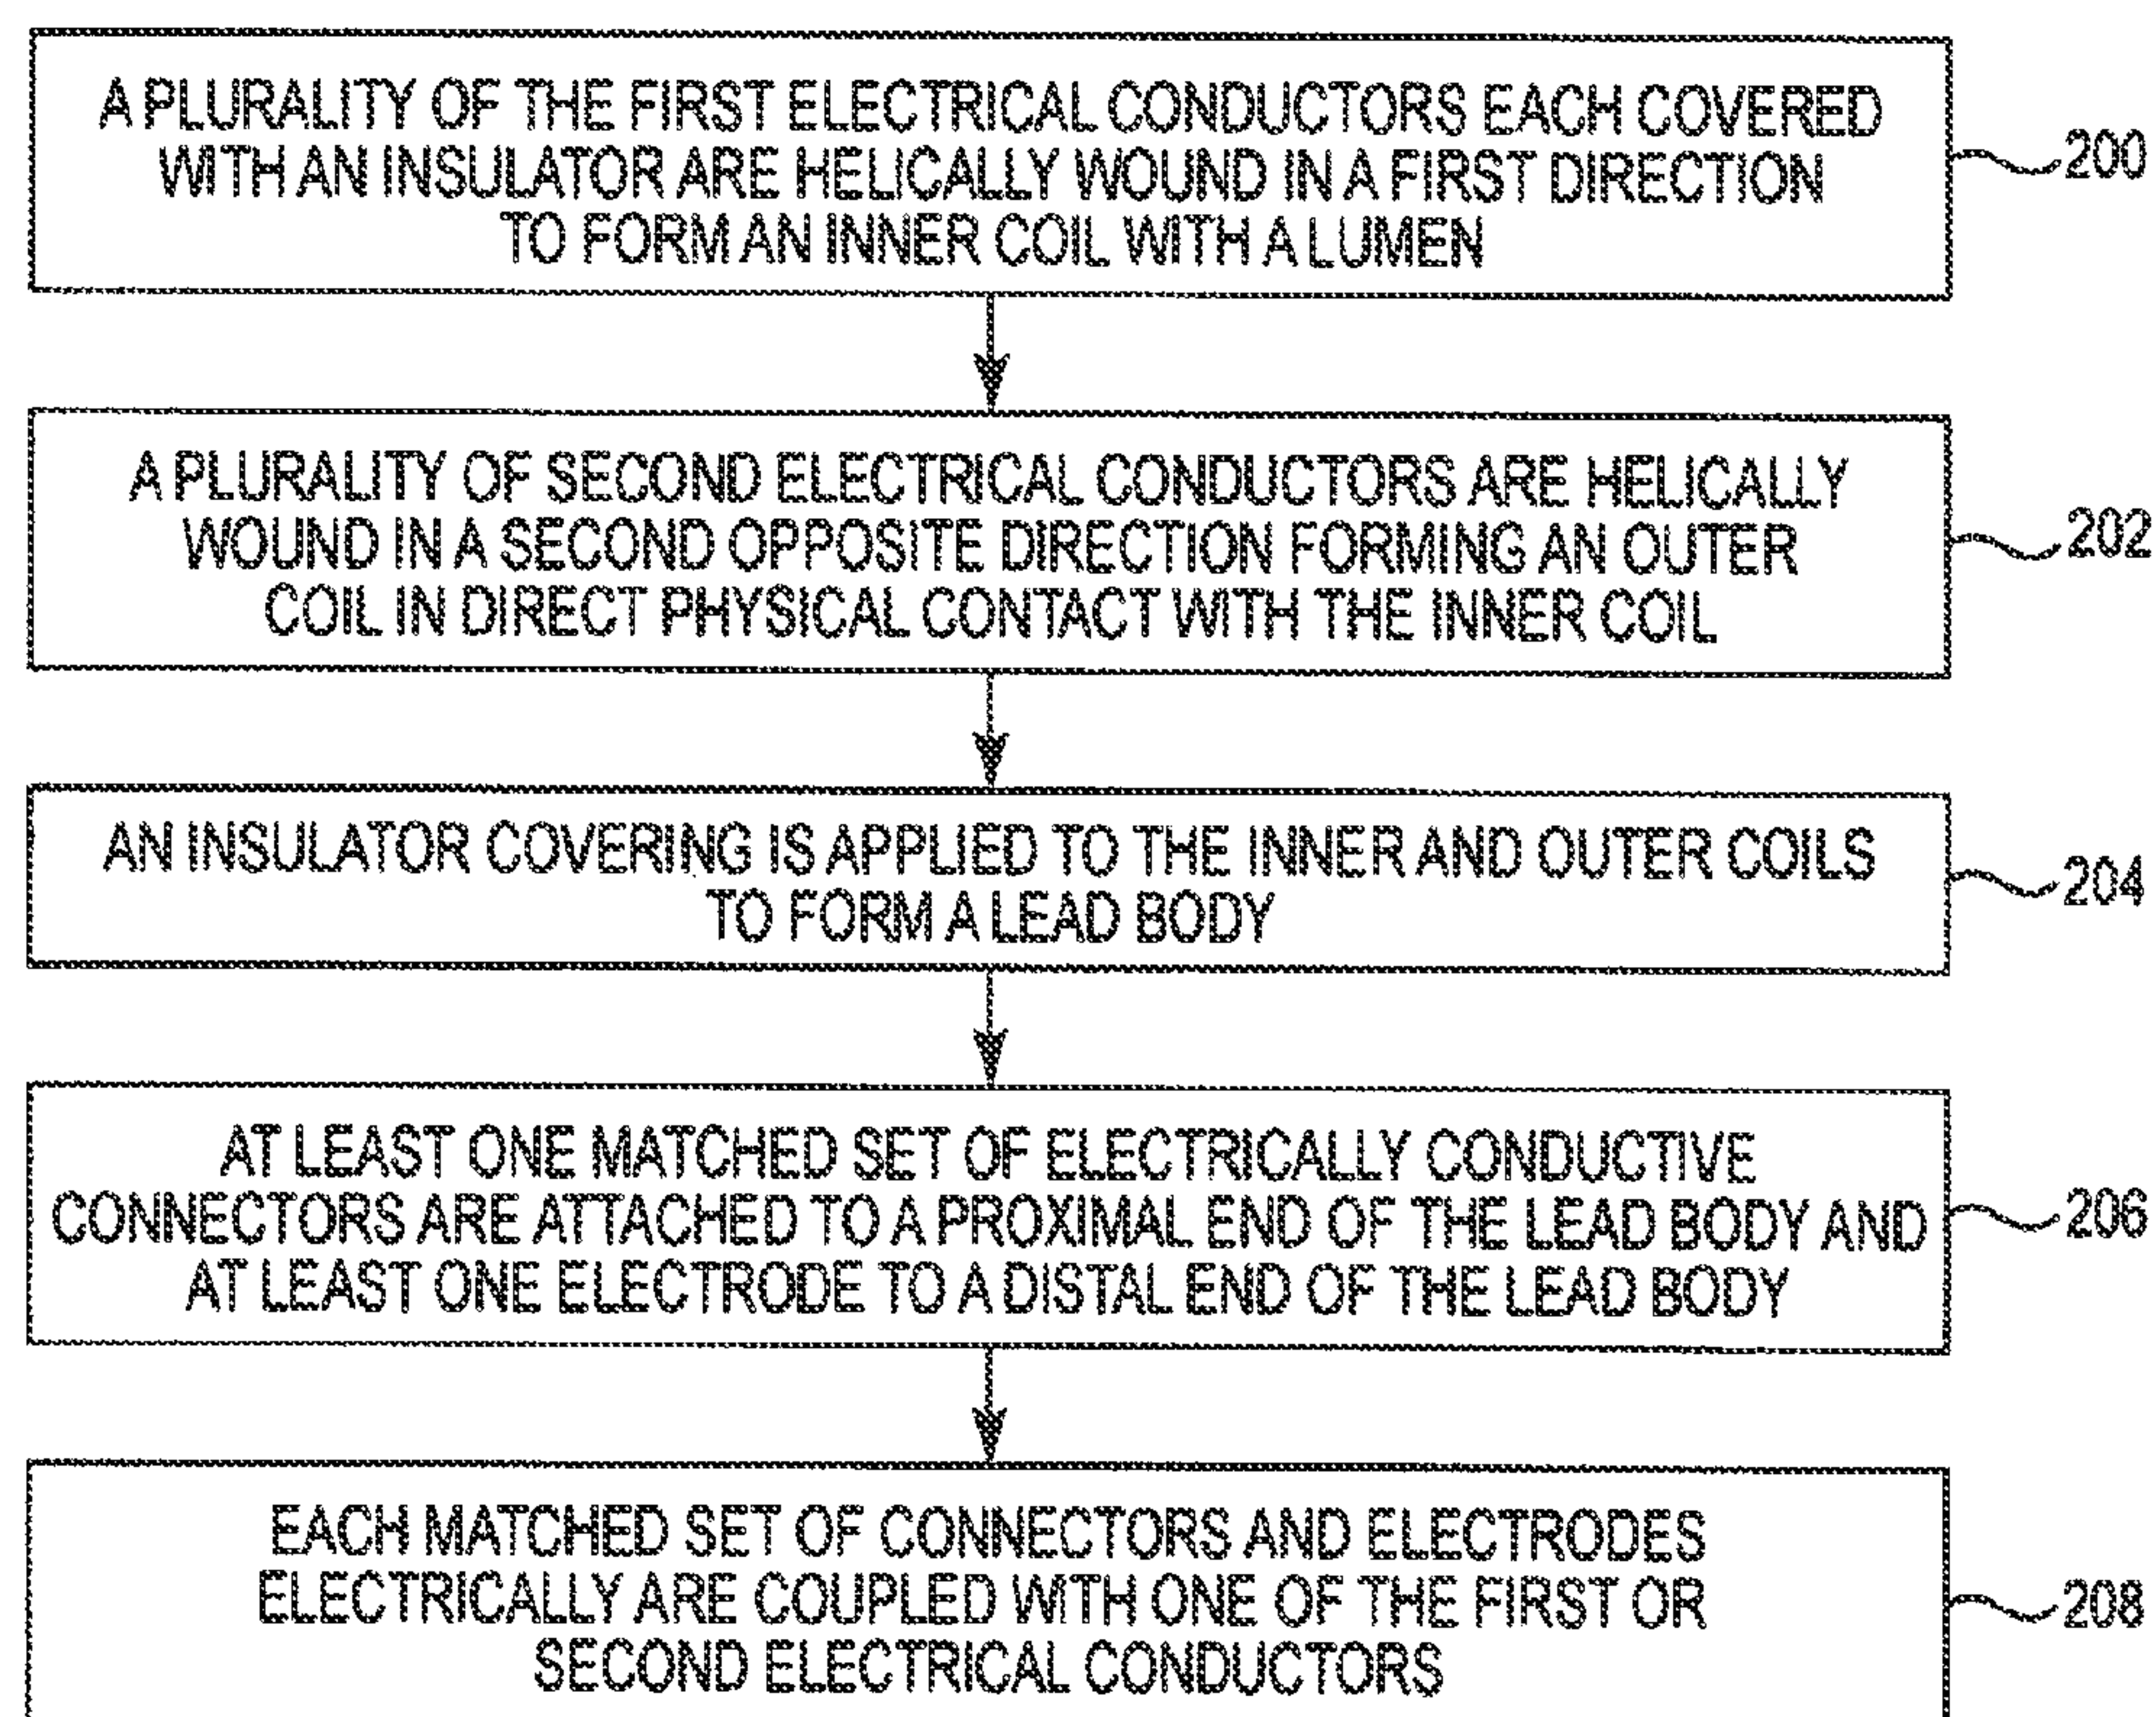 A PLURALITY OF THE FIRST ELECTRICAL CONDUCTORS EACH COVERED
WITH AN INSULATOR ARE HELICALLY WOUND IN A FIRST DIRECTION
TO FORM AN INNER COIL WITH A LUMEN
200
A PLURALITY OF SECOND ELECTRICAL CONDUCTORS ARE HELICALLY
WOUND IN A SECOND OPPOSITE DIRECTION FORMING AN OUTER
COIL IN DIRECT PHYSICAL CONTACT WITH THE INNER COIL
202
AN INSULATOR COVERING IS APPLIED TO THE INNER AND OUTER COILS
TO FORM A LEAD BODY
204
AT LEAST ONE MATCHED SET OF ELECTRICALLY CONDUCTIVE
CONNECTORS ARE ATTACHED TO A PROXIMAL END OF THE LEAD BODY AND
AT LEAST ONE ELECTRODE TO A DISTAL END OF THE LEAD BODY
206
EACH MATCHED SET OF CONNECTORS AND ELECTRODES
ELECTRICALLY ARE COUPLED WITH ONE OF THE FIRST OR
SECOND ELECTRICAL CONDUCTORS
208